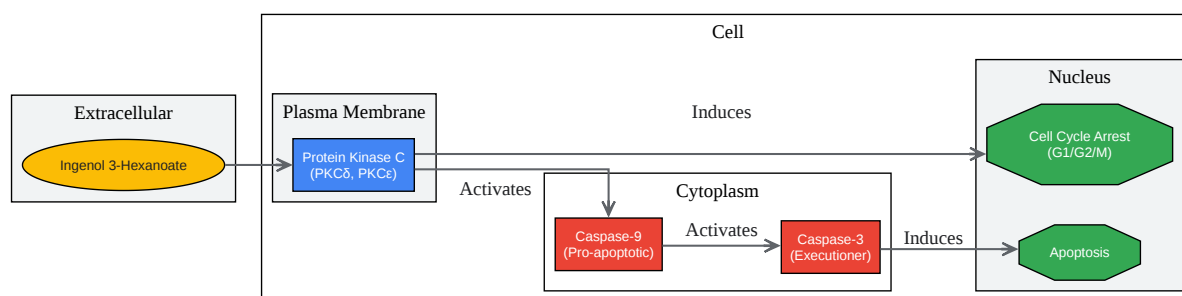 Cell
Extracellular
Ingenol 3-Hexanoate
Plasma Membrane
Protein Kinase C
(PKCδ, PKCε)
Induces
Activates
Cytoplasm
Caspase-9
(Pro-apoptotic)
Activates
Caspase-3
(Executioner)
Induces
Nucleus
Cell Cycle Arrest
(G1/G2/M)
Apoptosis